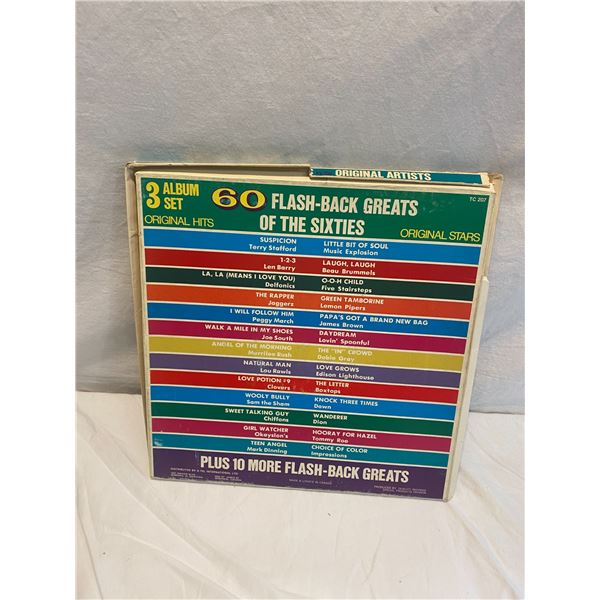 ORIGINAL ARTISTS
3 ALBUM SET
60 FLASH-BACK GREATS
OF THE SIXTIES
TC 207
ORIGINAL HITS
ORIGINAL STARS
SUSPICION
Terry Stafford
LITTLE BIT OF SOUL
Music Explosion
1-2-3
Len Barry
LAUGH, LAUGH
Beau Brummels
LA, LA (MEANS I LOVE YOU)
Delfonics
O-O-H CHILD
Five Stairsteps
THE RAPPER
Jaggers
GREEN TAMBORINE
Lemon Pipers
I WILL FOLLOW HIM
Peggy March
PAPA'S GOT A BRAND NEW BAG
James Brown
WALK A MILE IN MY SHOES
Joe South
DAYDREAM
Lovin' Spoonful
ANGEL OF THE MORNING
Merrilee Rush
THE "IN" CROWD
Dobie Gray
NATURAL MAN
Lou Rawls
LOVE GROWS
Edison Lighthouse
LOVE POTION #9
Clovers
THE LETTER
Boxtops
WOOLY BULLY
Sam the Sham
KNOCK THREE TIMES
Dawn
SWEET TALKING GUY
Chiffons
WANDERER
Dion
GIRL WATCHER
Okaysion's
HOORAY FOR HAZEL
Tommy Roe
TEEN ANGEL
Mark Dinning
CHOICE OF COLOR
Impressions
PLUS 10 MORE FLASH-BACK GREATS